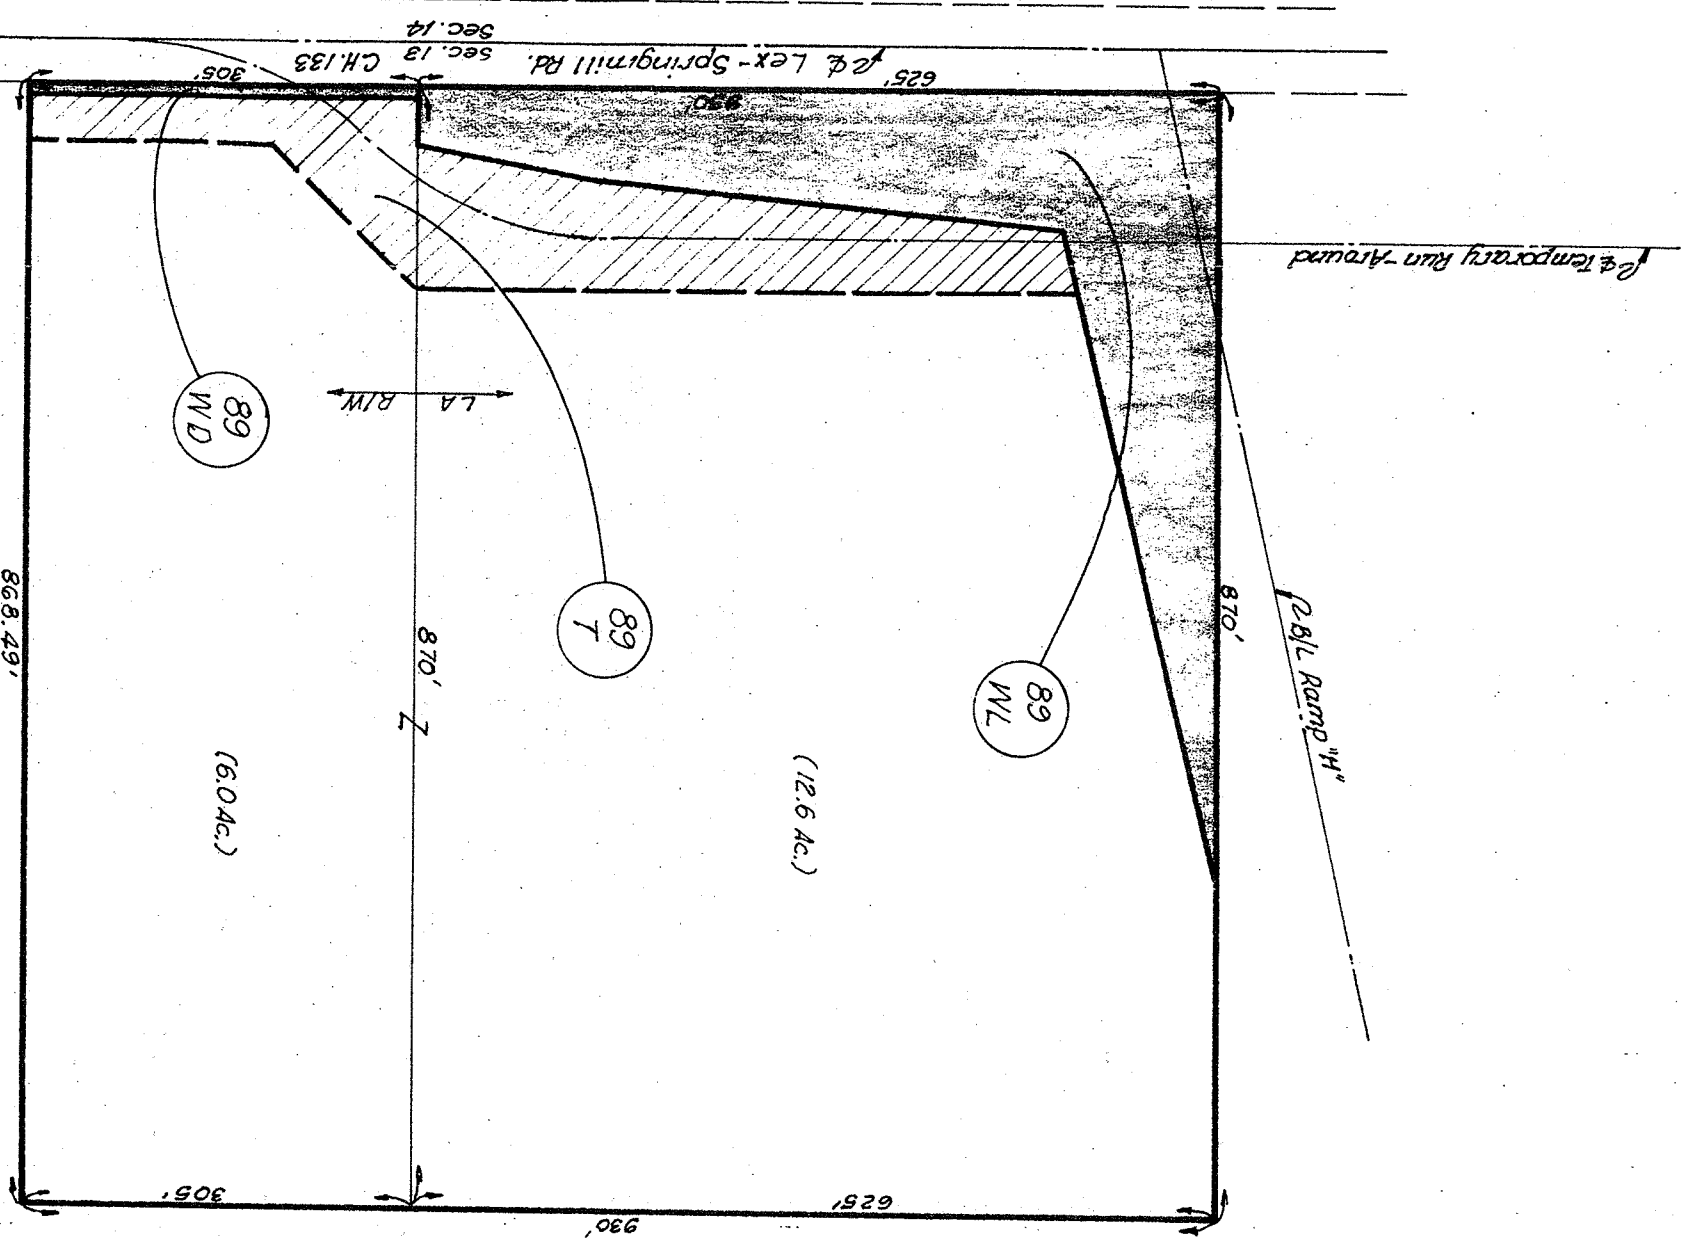 Sec. 14
Sec. 13
C.H. 133
℄ Lex-Springmill Rd.
305'
625'
930'
℄ Temporary Run-Around
LA
R/W
89
WD
89
T
89
WL
868.49'
870'
870'
B/L Ramp "H"
(6.0 Ac.)
(12.6 Ac.)
305'
625'
930'